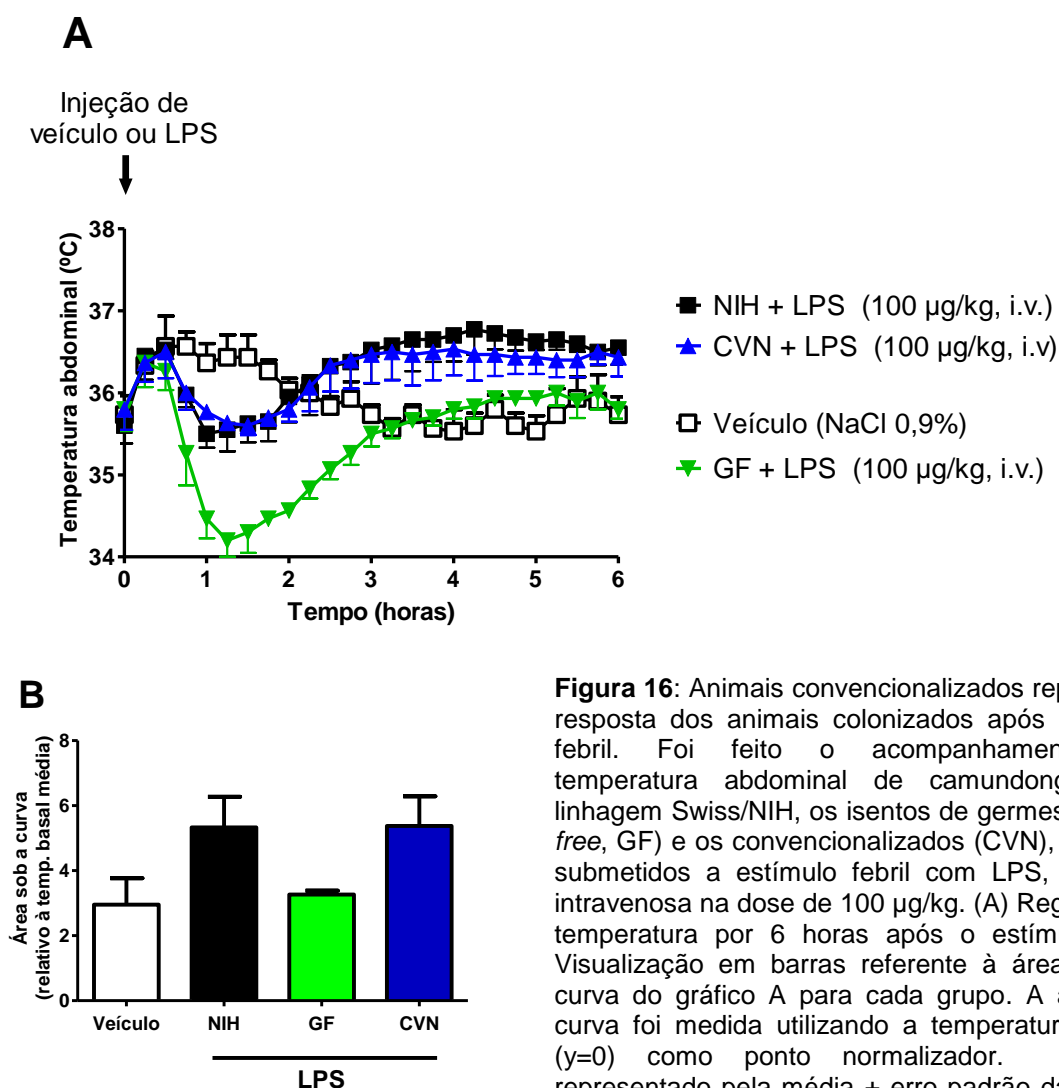 A
Injeção de
veículo ou LPS
Temperatura abdominal (ºC)
38
37
36
35
34
0 1 2 3 4 5 6
Tempo (horas)
NIH + LPS (100 µg/kg, i.v.)
CVN + LPS (100 µg/kg, i.v)
Veículo (NaCl 0,9%)
GF + LPS (100 µg/kg, i.v.)
B
Área sob a curva
(relativo à temp. basal média)
8
6
4
2
0
Veículo NIH GF CVN
LPS
Figura 16: Animais convencionalizados rep
resposta dos animais colonizados após
febril. Foi feito o acompanhamen
temperatura abdominal de camundong
linhagem Swiss/NIH, os isentos de germes
free, GF) e os convencionalizados (CVN),
submetidos a estímulo febril com LPS,
intravenosa na dose de 100 µg/kg. (A) Reg
temperatura por 6 horas após o estím
Visualização em barras referente à área
curva do gráfico A para cada grupo. A a
curva foi medida utilizando a temperatur
(y=0) como ponto normalizador.
representado pela média + erro padrão da